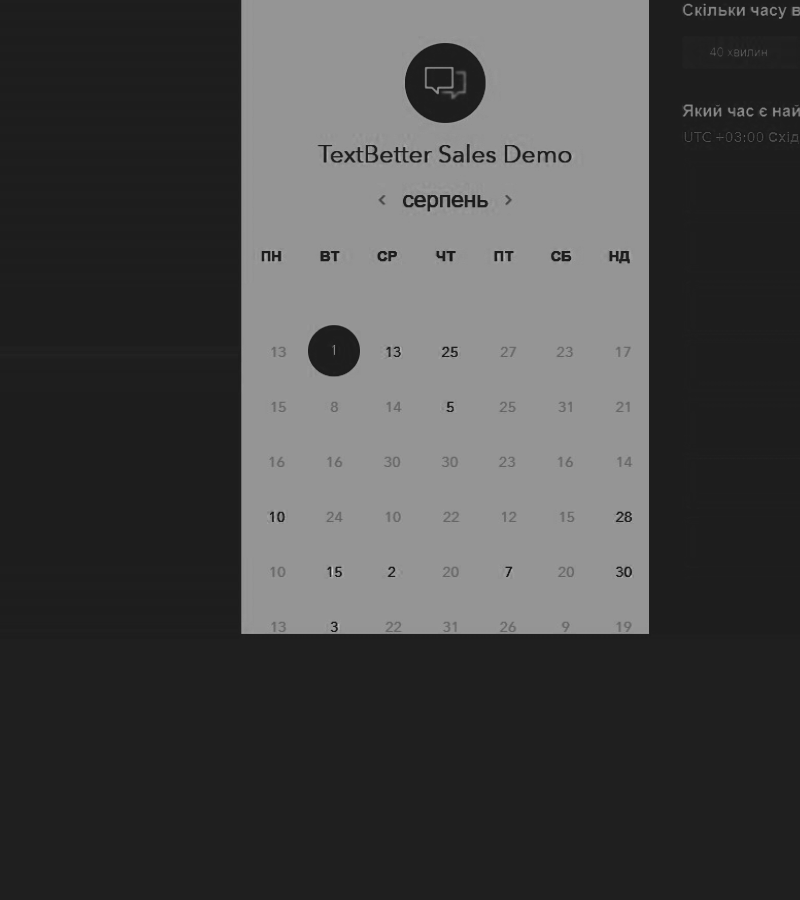 Скільки часу в
40 хвилин
Який час є най
UTC +03:00 Схід
TextBetter Sales Demo
серпень
ПН ВТ СР ЧТ ПТ СБ НД
13 1 13 25 27 23 17
15 8 14 5 25 31 21
16 16 30 30 23 16 14
10 24 10 22 12 15 28
10 15 2 20 7 20 30
13 3 22 31 26 9 19